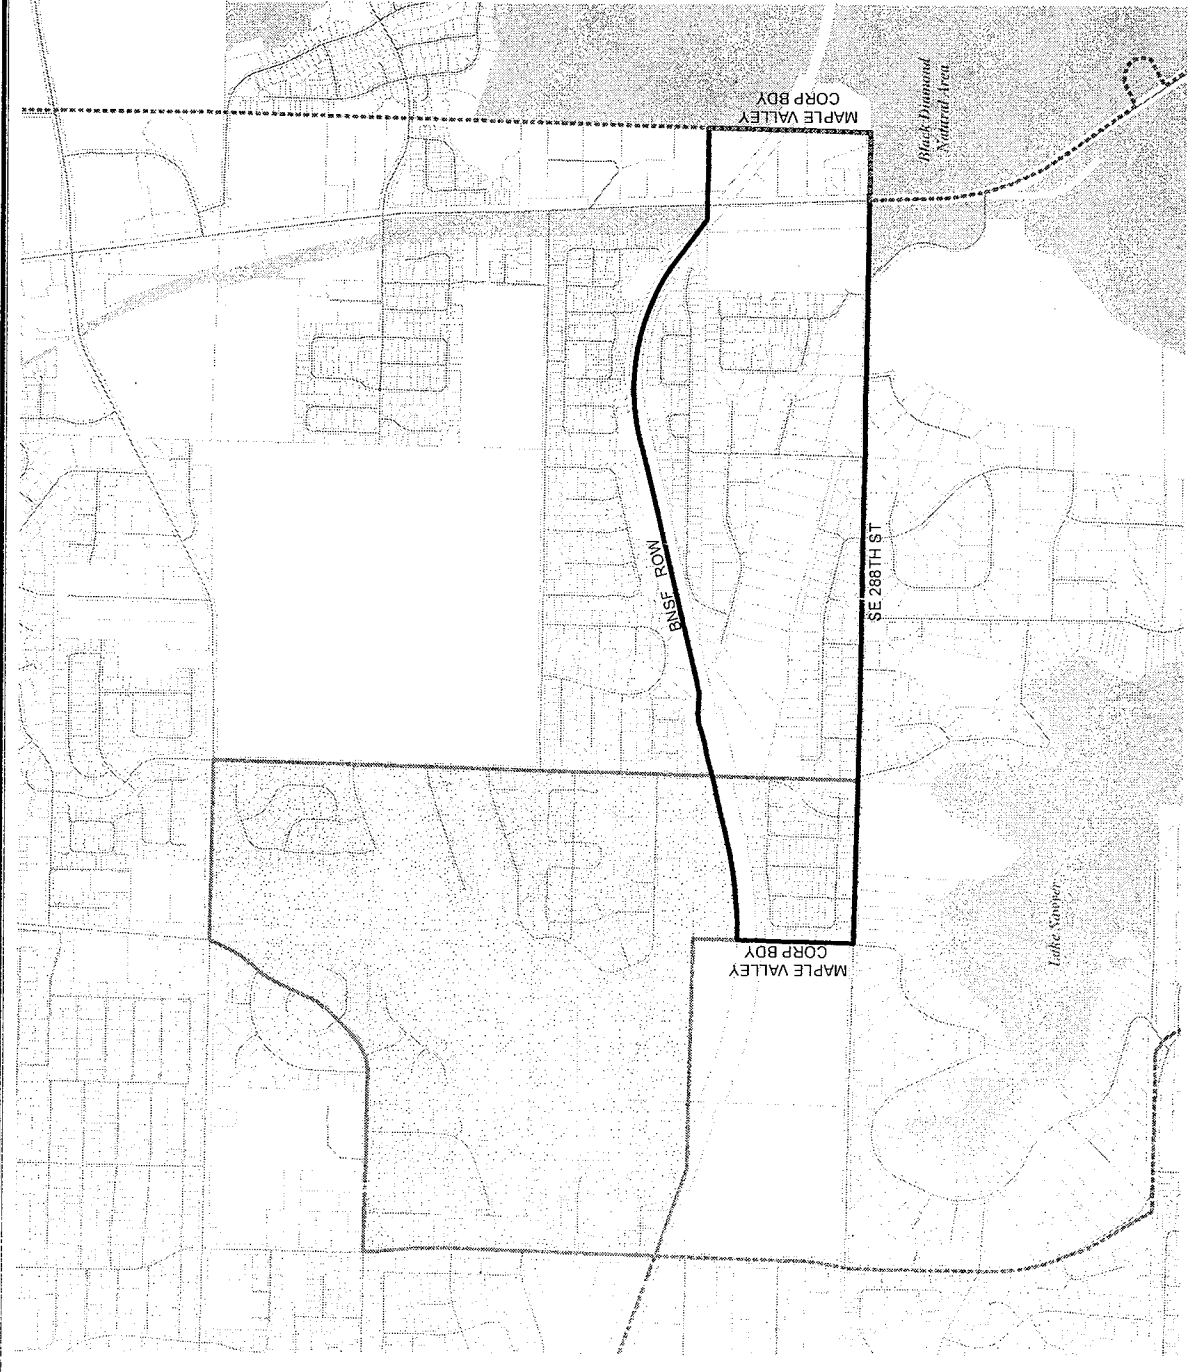 MAPLE VALLEY
CORP BDY
Black Diamond
Natural Area
BNSF ROW
SE 288TH ST
MAPLE VALLEY
CORP BDY
Lake Sawyer